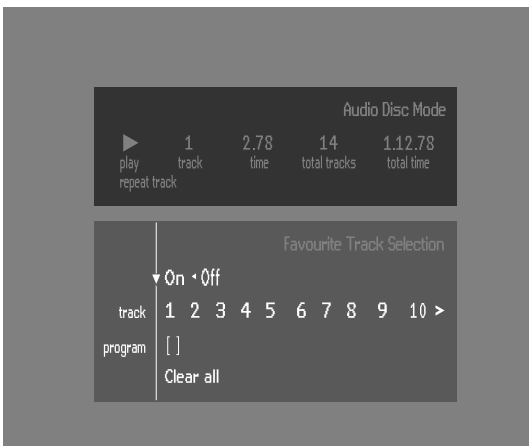 Audio Disc Mode
1 2.78 14 1.12.78
play track time total tracks total time
repeat track
Favourite Track Selection
On Off
track 1 2 3 4 5 6 7 8 9 10 >
program [ ]
Clear all